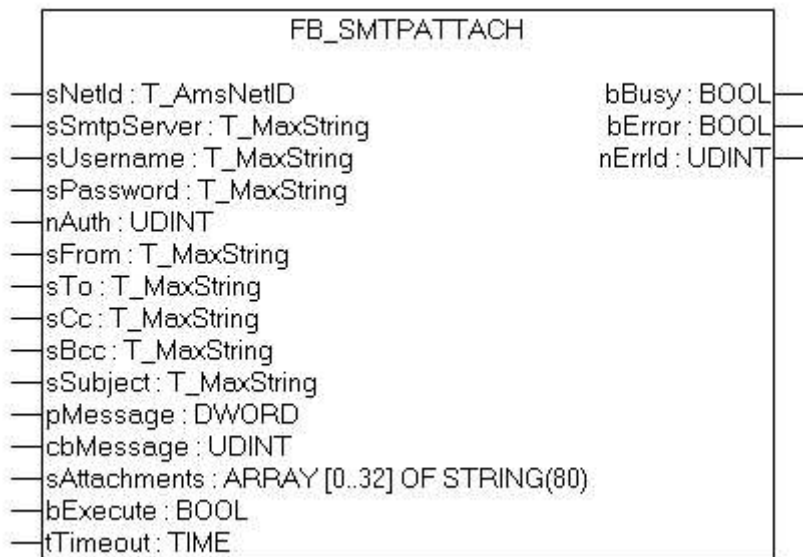 FB_SMTPATTACH
sNetId : T_AmsNetID bBusy : BOOL
sSmtpServer : T_MaxString bError : BOOL
sUsername : T_MaxString nErrId : UDINT
sPassword : T_MaxString
nAuth : UDINT
sFrom : T_MaxString
sTo : T_MaxString
sCc : T_MaxString
sBcc : T_MaxString
sSubject : T_MaxString
pMessage : DWORD
cbMessage : UDINT
sAttachments : ARRAY [0..32] OF STRING(80)
bExecute : BOOL
tTimeout : TIME